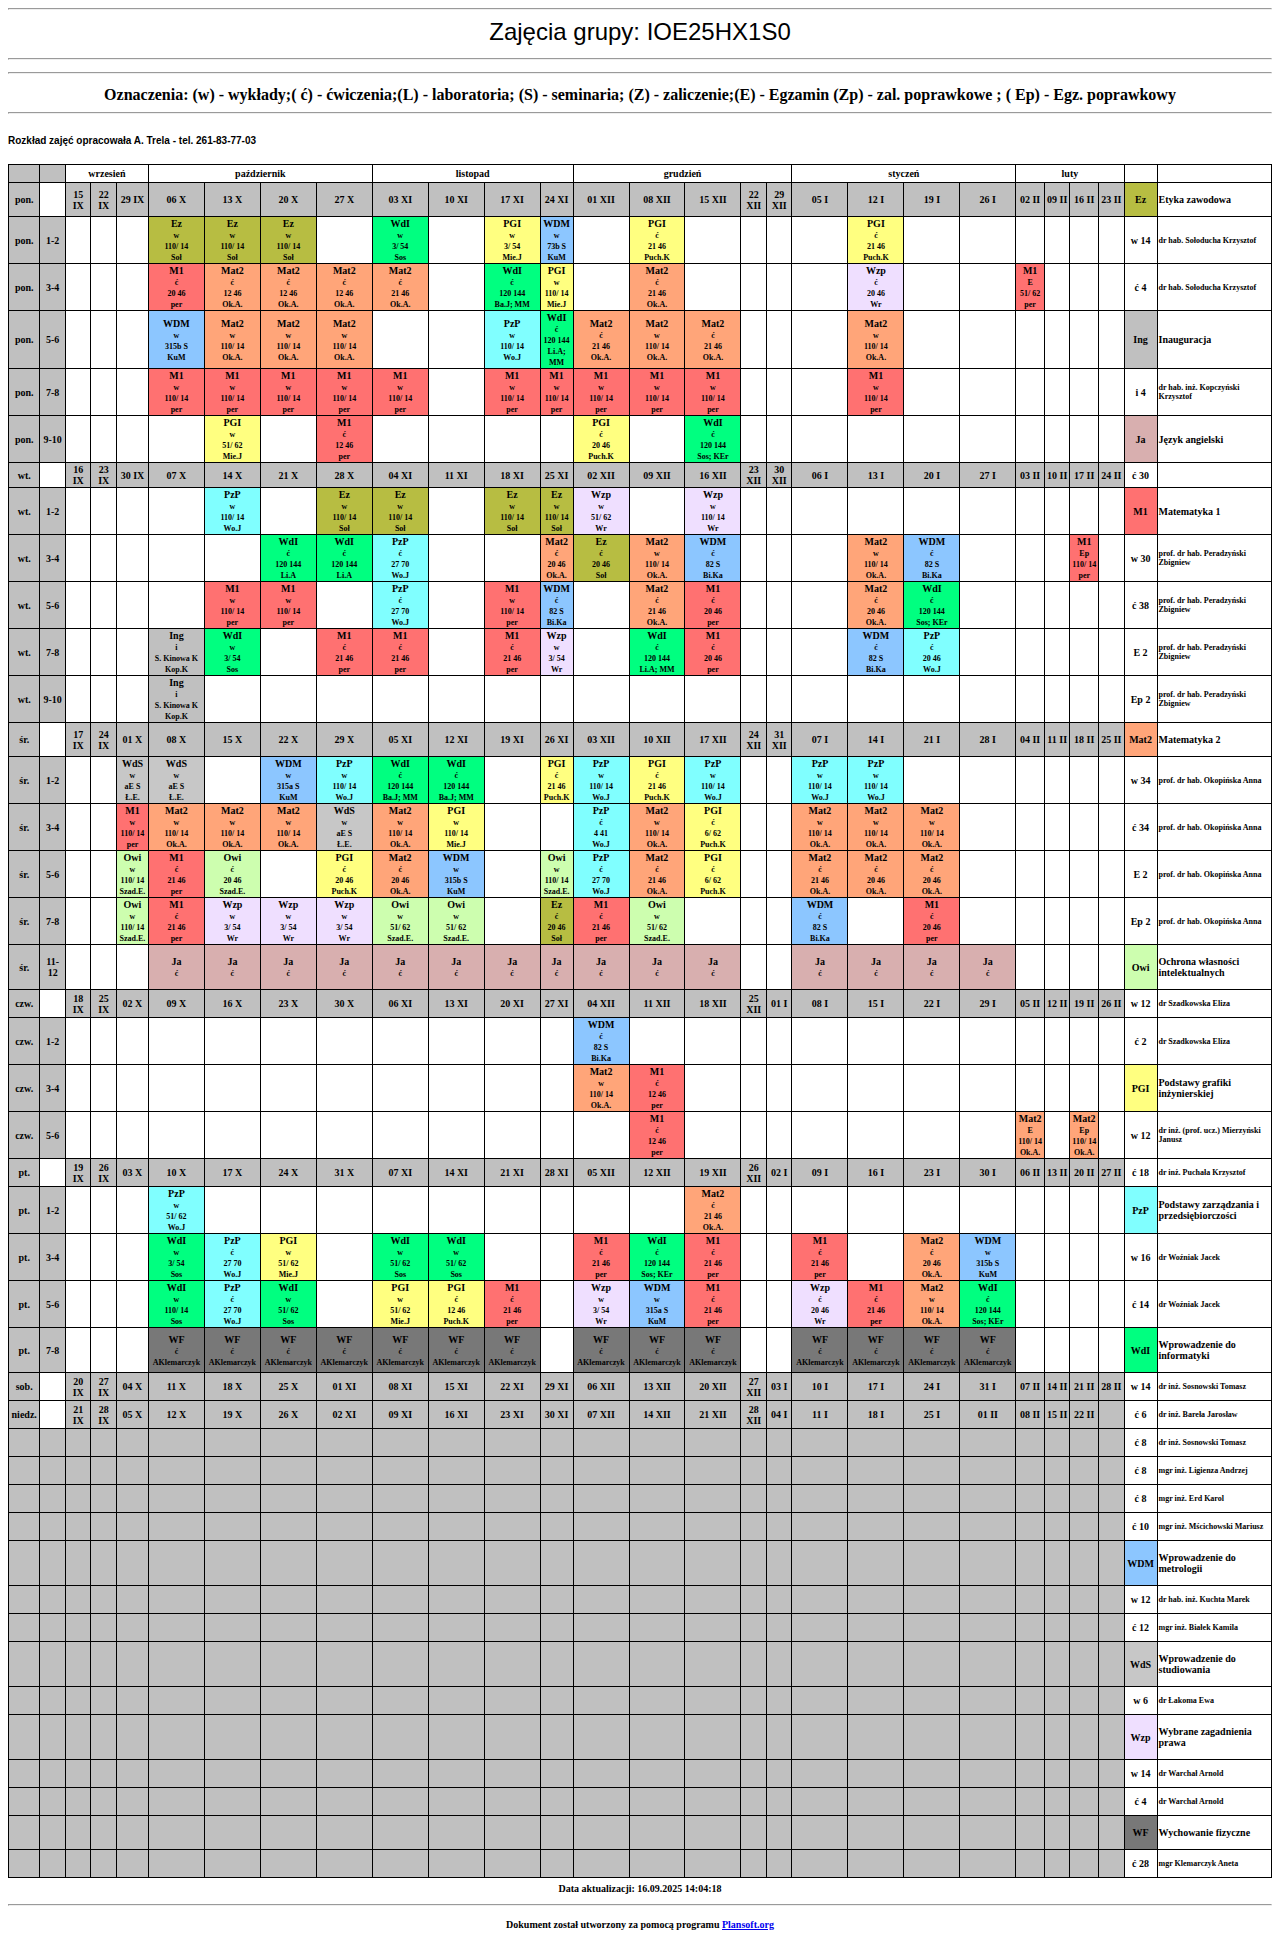 Zajęcia grupy: IOE25HX1S0
Oznaczenia: (w) - wykłady;( ć) - ćwiczenia;(L) - laboratoria; (S) - seminaria; (Z) - zaliczenie;(E) - Egzamin (Zp) - zal. poprawkowe ; ( Ep) - Egz. poprawkowy
Rozkład zajęć opracowała A. Trela - tel. 261-83-77-03
wrzesień październik listopad grudzień styczeń luty
pon. 15 IX 22 IX 29 IX 06 X 13 X 20 X 27 X 03 XI 10 XI 17 XI 24 XI 01 XII 08 XII 15 XII 22 XII 29 XII 05 I 12 I 19 I 26 I 02 II 09 II 16 II 23 II Ez Etyka zawodowa
pon. 1-2 Ez Ez Ez WdI PGI WDM PGI PGI w 14 dr hab. Sołoducha Krzysztof
w w w w w w ć ć
110/ 14 110/ 14 110/ 14 3/ 54 3/ 54 73b S 21 46 21 46
Soł Soł Soł Sos Mie.J KuM Puch.K Puch.K
pon. 3-4 M1 Mat2 Mat2 Mat2 Mat2 WdI PGI Mat2 Wzp M1 ć 4 dr hab. Sołoducha Krzysztof
ć ć ć ć ć ć w ć ć E
20 46 12 46 12 46 12 46 21 46 120 144 110/ 14 21 46 20 46 51/ 62
per Ok.A. Ok.A. Ok.A. Ok.A. Ba.J; MM Mie.J Ok.A. Wr per
pon. 5-6 WDM Mat2 Mat2 Mat2 PzP WdI Mat2 Mat2 Mat2 Mat2 Ing Inauguracja
w w w w w ć ć w ć w
315b S 110/ 14 110/ 14 110/ 14 110/ 14 120 144 21 46 110/ 14 21 46 110/ 14
KuM Ok.A. Ok.A. Ok.A. Wo.J Li.A; MM Ok.A. Ok.A. Ok.A. Ok.A.
pon. 7-8 M1 M1 M1 M1 M1 M1 M1 M1 M1 M1 M1 i 4 dr hab. inż. Kopczyński Krzysztof
w w w w w w w w w w w
110/ 14 110/ 14 110/ 14 110/ 14 110/ 14 110/ 14 110/ 14 110/ 14 110/ 14 110/ 14 110/ 14
per per per per per per per per per per per
pon. 9-10 PGI M1 PGI WdI Ja Język angielski
w ć ć ć
51/ 62 12 46 20 46 120 144
Mie.J per Puch.K Sos; KEr
wt. 16 IX 23 IX 30 IX 07 X 14 X 21 X 28 X 04 XI 11 XI 18 XI 25 XI 02 XII 09 XII 16 XII 23 XII 30 XII 06 I 13 I 20 I 27 I 03 II 10 II 17 II 24 II ć 30
wt. 1-2 PzP Ez Ez Ez Ez Wzp Wzp M1 Matematyka 1
w w w w w w w
110/ 14 110/ 14 110/ 14 110/ 14 110/ 14 51/ 62 110/ 14
Wo.J Soł Soł Soł Soł Wr Wr
wt. 3-4 WdI WdI PzP Mat2 Ez Mat2 WDM Mat2 WDM M1 w 30 prof. dr hab. Peradzyński Zbigniew
ć ć ć ć ć w ć w ć Ep
120 144 120 144 27 70 20 46 20 46 110/ 14 82 S 110/ 14 82 S 110/ 14
Li.A Li.A Wo.J Ok.A. Soł Ok.A. Bi.Ka Ok.A. Bi.Ka per
wt. 5-6 M1 M1 PzP M1 WDM Mat2 M1 Mat2 WdI ć 38 prof. dr hab. Peradzyński Zbigniew
w w ć w ć ć ć ć ć
110/ 14 110/ 14 27 70 110/ 14 82 S 21 46 20 46 20 46 120 144
per per Wo.J per Bi.Ka Ok.A. per Ok.A. Sos; KEr
wt. 7-8 Ing WdI M1 M1 M1 Wzp WdI M1 WDM PzP E 2 prof. dr hab. Peradzyński Zbigniew
i w ć ć ć w ć ć ć ć
S. Kinowa K 3/ 54 21 46 21 46 21 46 3/ 54 120 144 20 46 82 S 20 46
Kop.K Sos per per per Wr Li.A; MM per Bi.Ka Wo.J
wt. 9-10 Ing Ep 2 prof. dr hab. Peradzyński Zbigniew
i
S. Kinowa K
Kop.K
śr. 17 IX 24 IX 01 X 08 X 15 X 22 X 29 X 05 XI 12 XI 19 XI 26 XI 03 XII 10 XII 17 XII 24 XII 31 XII 07 I 14 I 21 I 28 I 04 II 11 II 18 II 25 II Mat2 Matematyka 2
śr. 1-2 WdS WdS WDM PzP WdI WdI PGI PzP PGI PzP PzP PzP w 34 prof. dr hab. Okopińska Anna
w w w w ć ć ć w ć w w w
aE S aE S 315a S 110/ 14 120 144 120 144 21 46 110/ 14 21 46 110/ 14 110/ 14 110/ 14
Ł.E. Ł.E. KuM Wo.J Ba.J; MM Ba.J; MM Puch.K Wo.J Puch.K Wo.J Wo.J Wo.J
śr. 3-4 M1 Mat2 Mat2 Mat2 WdS Mat2 PGI PzP Mat2 PGI Mat2 Mat2 Mat2 ć 34 prof. dr hab. Okopińska Anna
w w w w w w w ć w ć w w w
110/ 14 110/ 14 110/ 14 110/ 14 aE S 110/ 14 110/ 14 4 41 110/ 14 6/ 62 110/ 14 110/ 14 110/ 14
per Ok.A. Ok.A. Ok.A. Ł.E. Ok.A. Mie.J Wo.J Ok.A. Puch.K Ok.A. Ok.A. Ok.A.
śr. 5-6 Owi M1 Owi PGI Mat2 WDM Owi PzP Mat2 PGI Mat2 Mat2 Mat2 E 2 prof. dr hab. Okopińska Anna
w ć ć ć ć w w ć ć ć ć ć ć
110/ 14 21 46 20 46 20 46 20 46 315b S 110/ 14 27 70 21 46 6/ 62 21 46 20 46 20 46
Szad.E. per Szad.E. Puch.K Ok.A. KuM Szad.E. Wo.J Ok.A. Puch.K Ok.A. Ok.A. Ok.A.
śr. 7-8 Owi M1 Wzp Wzp Wzp Owi Owi Ez M1 Owi WDM M1 Ep 2 prof. dr hab. Okopińska Anna
w ć w w w w w ć ć w ć ć
110/ 14 21 46 3/ 54 3/ 54 3/ 54 51/ 62 51/ 62 20 46 21 46 51/ 62 82 S 20 46
Szad.E. per Wr Wr Wr Szad.E. Szad.E. Soł per Szad.E. Bi.Ka per
śr. 11-12 Ja Ja Ja Ja Ja Ja Ja Ja Ja Ja Ja Ja Ja Ja Ja Owi Ochrona własności intelektualnych
ć ć ć ć ć ć ć ć ć ć ć ć ć ć ć
czw. 18 IX 25 IX 02 X 09 X 16 X 23 X 30 X 06 XI 13 XI 20 XI 27 XI 04 XII 11 XII 18 XII 25 XII 01 I 08 I 15 I 22 I 29 I 05 II 12 II 19 II 26 II w 12 dr Szadkowska Eliza
czw. 1-2 WDM ć 2 dr Szadkowska Eliza
ć
82 S
Bi.Ka
czw. 3-4 Mat2 M1 PGI Podstawy grafiki inżynierskiej
w ć
110/ 14 12 46
Ok.A. per
czw. 5-6 M1 Mat2 Mat2 w 12 dr inż. (prof. ucz.) Mierzyński Janusz
ć E Ep
12 46 110/ 14 110/ 14
per Ok.A. Ok.A.
pt. 19 IX 26 IX 03 X 10 X 17 X 24 X 31 X 07 XI 14 XI 21 XI 28 XI 05 XII 12 XII 19 XII 26 XII 02 I 09 I 16 I 23 I 30 I 06 II 13 II 20 II 27 II ć 18 dr inż. Puchała Krzysztof
pt. 1-2 PzP Mat2 PzP Podstawy zarządzania i przedsiębiorczości
w ć
51/ 62 21 46
Wo.J Ok.A.
pt. 3-4 WdI PzP PGI WdI WdI M1 WdI M1 M1 Mat2 WDM w 16 dr Woźniak Jacek
w ć w w w ć ć ć ć ć w
3/ 54 27 70 51/ 62 51/ 62 51/ 62 21 46 120 144 21 46 21 46 20 46 315b S
Sos Wo.J Mie.J Sos Sos per Sos; KEr per per Ok.A. KuM
pt. 5-6 WdI PzP WdI PGI PGI M1 Wzp WDM M1 Wzp M1 Mat2 WdI ć 14 dr Woźniak Jacek
w ć w w ć ć w w ć ć ć w ć
110/ 14 27 70 51/ 62 51/ 62 12 46 21 46 3/ 54 315a S 21 46 20 46 21 46 110/ 14 120 144
Sos Wo.J Sos Mie.J Puch.K per Wr KuM per Wr per Ok.A. Sos; KEr
pt. 7-8 WF WF WF WF WF WF WF WF WF WF WF WF WF WF WdI Wprowadzenie do informatyki
ć ć ć ć ć ć ć ć ć ć ć ć ć ć
AKlemarczyk AKlemarczyk AKlemarczyk AKlemarczyk AKlemarczyk AKlemarczyk AKlemarczyk AKlemarczyk AKlemarczyk AKlemarczyk AKlemarczyk AKlemarczyk AKlemarczyk AKlemarczyk
sob. 20 IX 27 IX 04 X 11 X 18 X 25 X 01 XI 08 XI 15 XI 22 XI 29 XI 06 XII 13 XII 20 XII 27 XII 03 I 10 I 17 I 24 I 31 I 07 II 14 II 21 II 28 II w 14 dr inż. Sosnowski Tomasz
niedz. 21 IX 28 IX 05 X 12 X 19 X 26 X 02 XI 09 XI 16 XI 23 XI 30 XI 07 XII 14 XII 21 XII 28 XII 04 I 11 I 18 I 25 I 01 II 08 II 15 II 22 II ć 6 dr inż. Bareła Jarosław
ć 8 dr inż. Sosnowski Tomasz
ć 8 mgr inż. Ligienza Andrzej
ć 8 mgr inż. Erd Karol
ć 10 mgr inż. Mścichowski Mariusz
WDM Wprowadzenie do metrologii
w 12 dr hab. inż. Kuchta Marek
ć 12 mgr inż. Białek Kamila
WdS Wprowadzenie do studiowania
w 6 dr Łakoma Ewa
Wzp Wybrane zagadnienia prawa
w 14 dr Warchał Arnold
ć 4 dr Warchał Arnold
WF Wychowanie fizyczne
ć 28 mgr Klemarczyk Aneta
Data aktualizacji: 16.09.2025 14:04:18
Dokument został utworzony za pomocą programu Plansoft.org